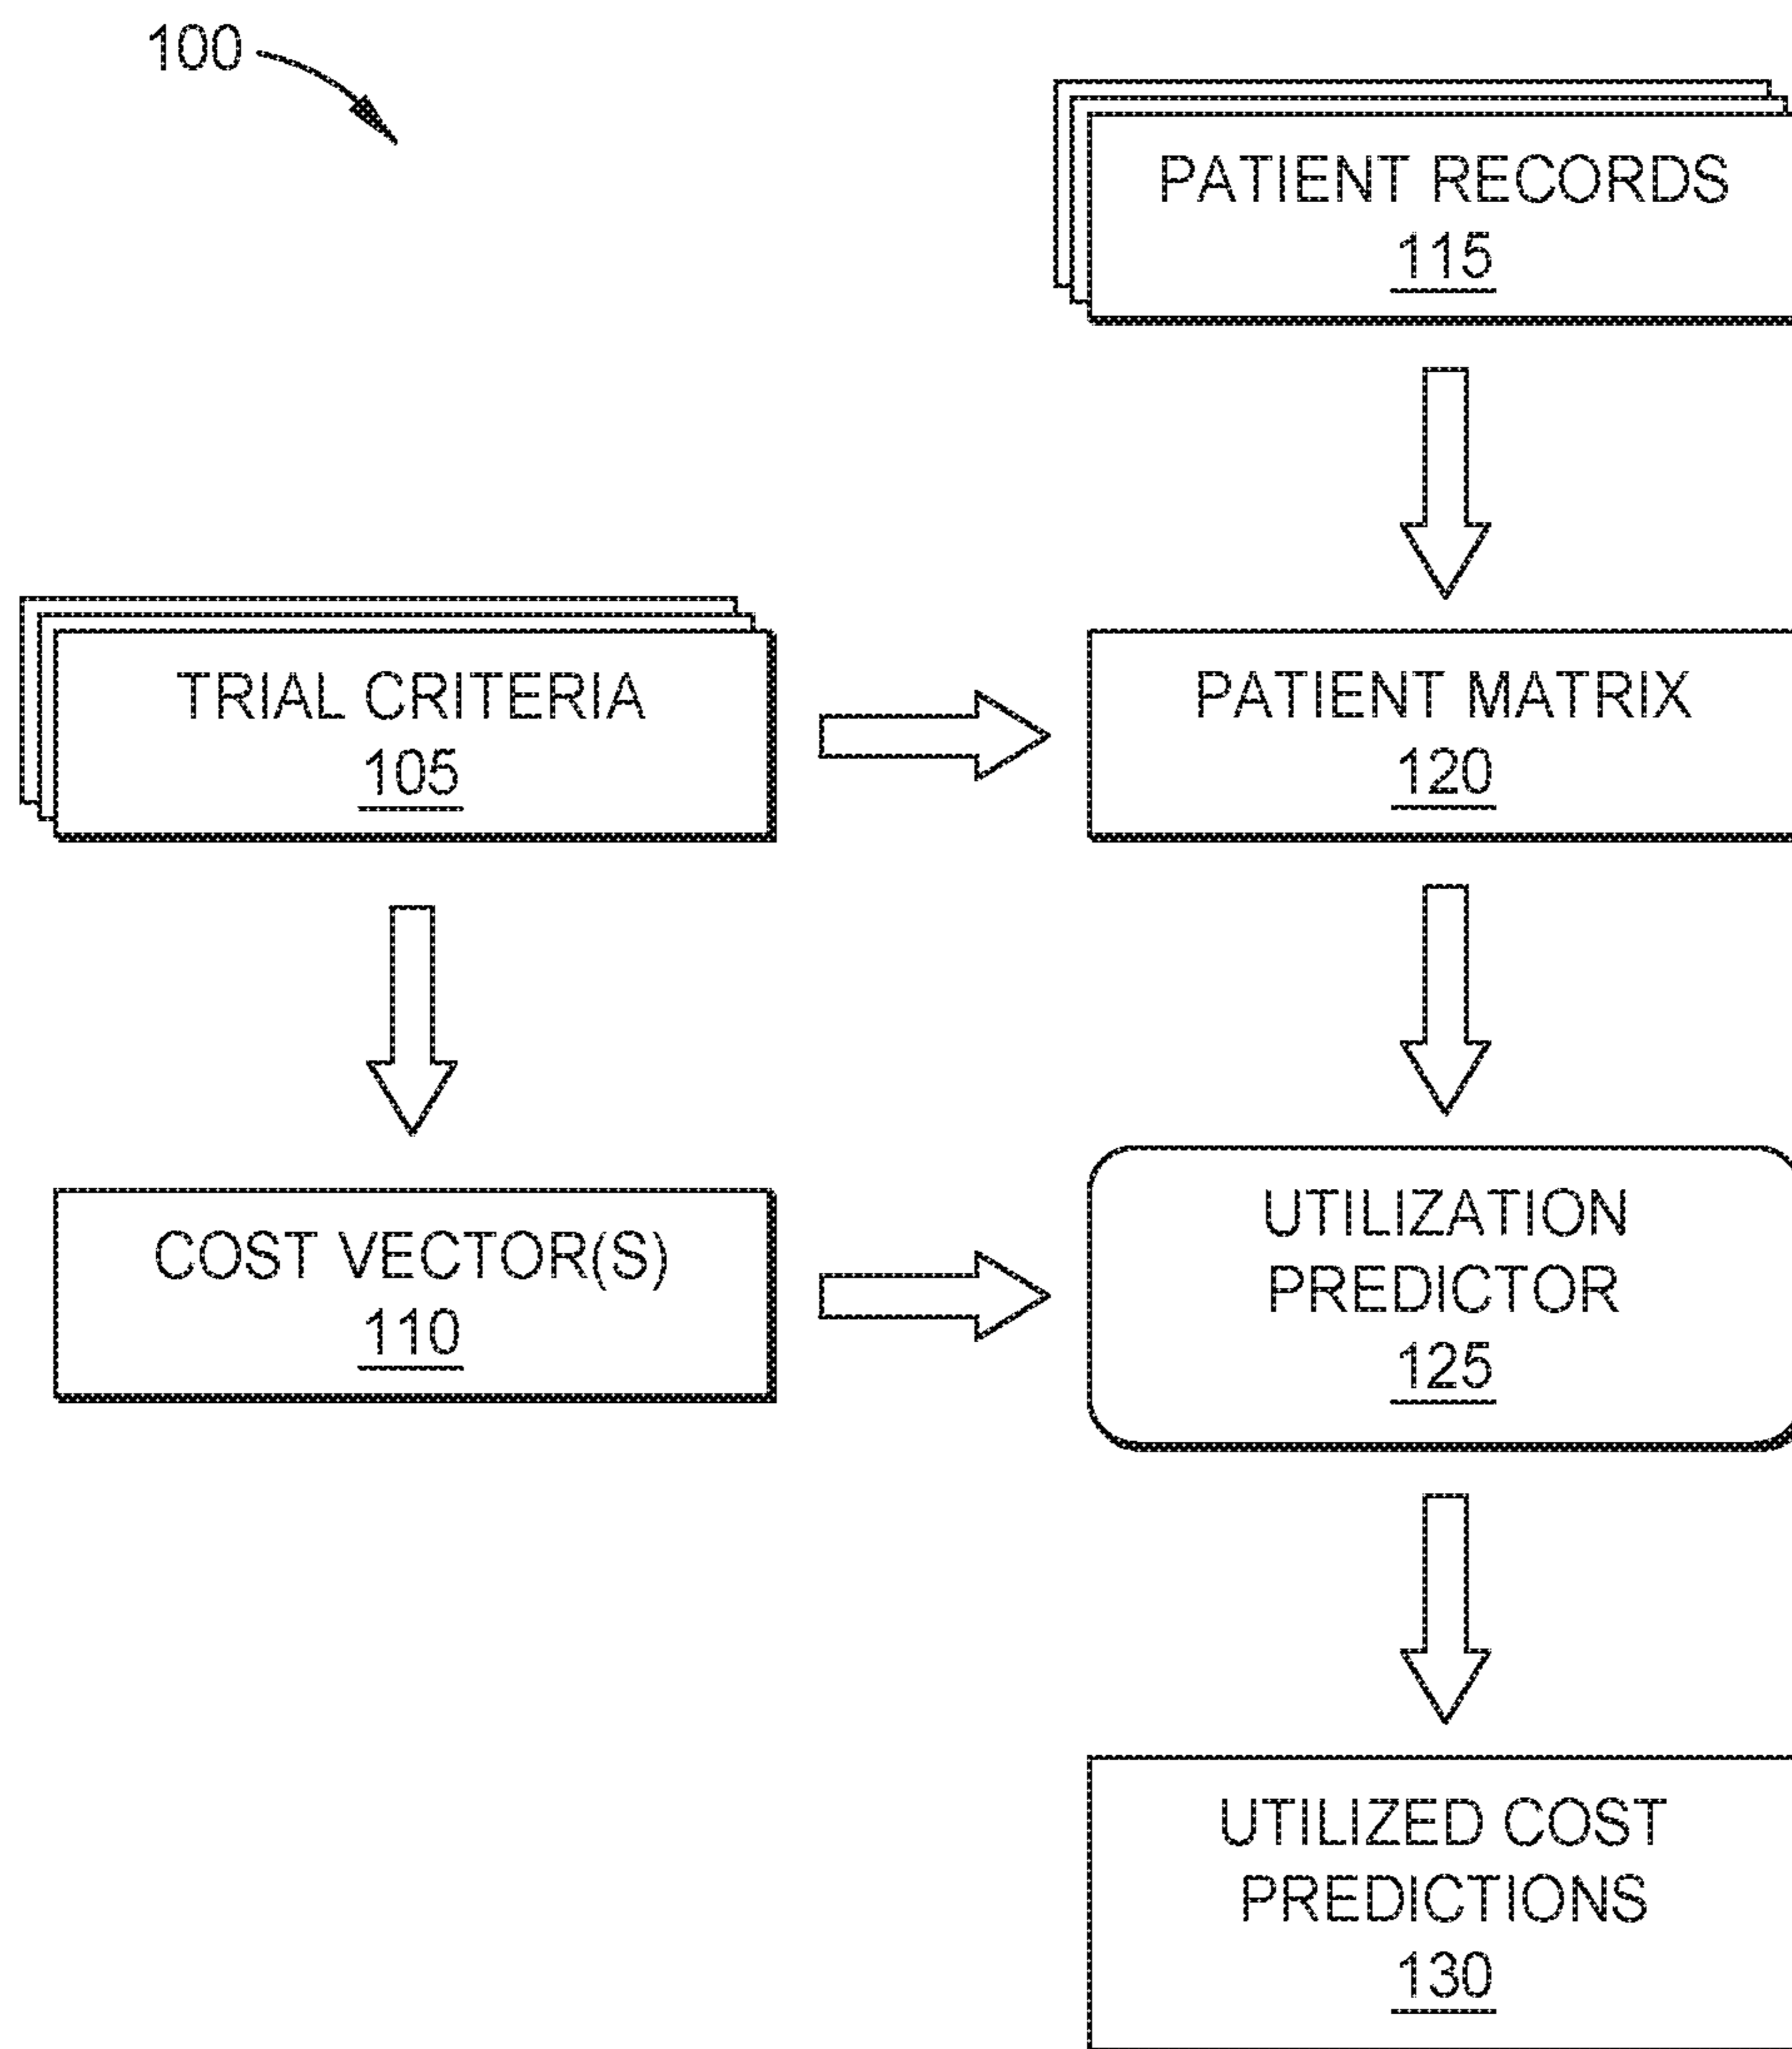 100
PATIENT RECORDS
115
TRIAL CRITERIA
105
PATIENT MATRIX
120
COST VECTOR(S)
110
UTILIZATION
PREDICTOR
125
UTILIZED COST
PREDICTIONS
130